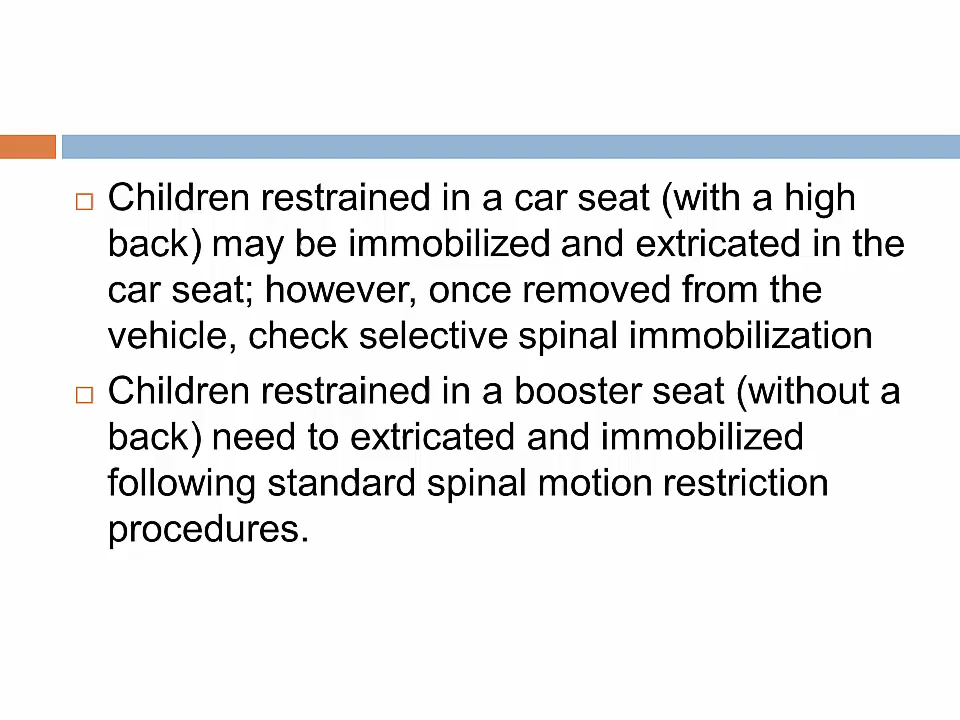 Children restrained in a car seat (with a high
back) may be immobilized and extricated in the
car seat; however, once removed from the
vehicle, check selective spinal immobilization
Children restrained in a booster seat (without a
back) need to extricated and immobilized
following standard spinal motion restriction
procedures.